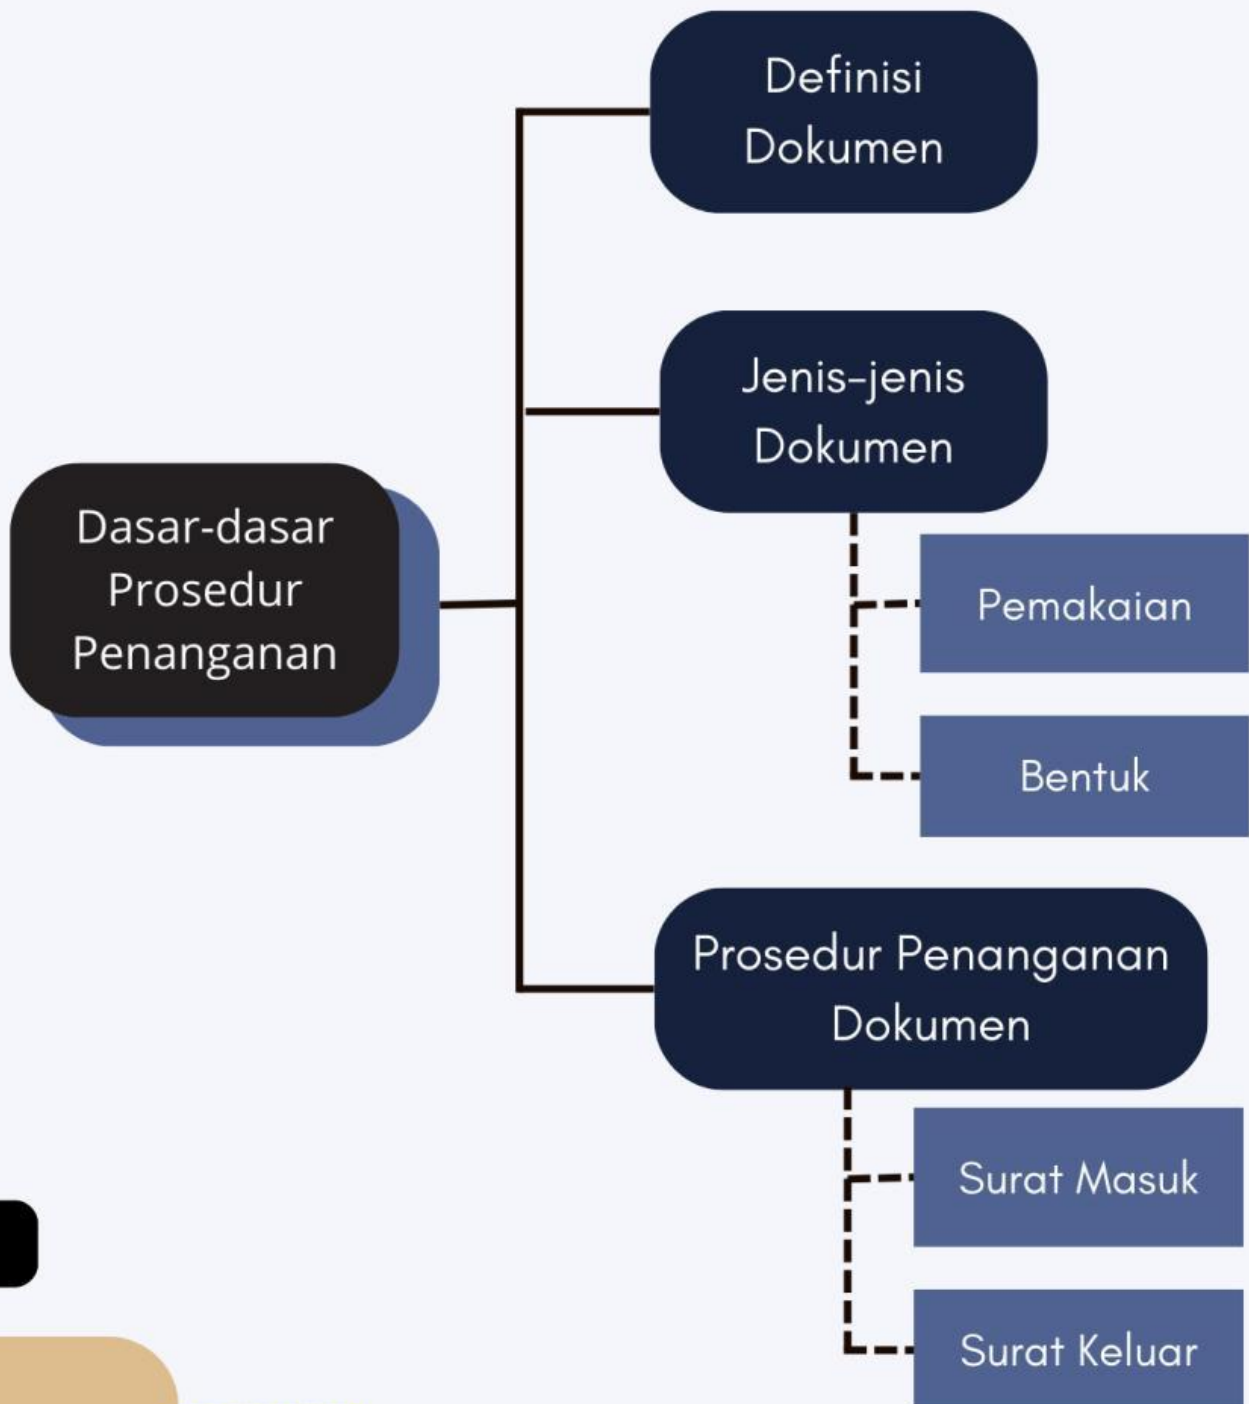 Definisi
Dokumen
Jenis-jenis
Dokumen
Dasar-dasar
Prosedur
Penanganan
Pemakaian
Bentuk
Prosedur Penanganan
Dokumen
Surat Masuk
Surat Keluar